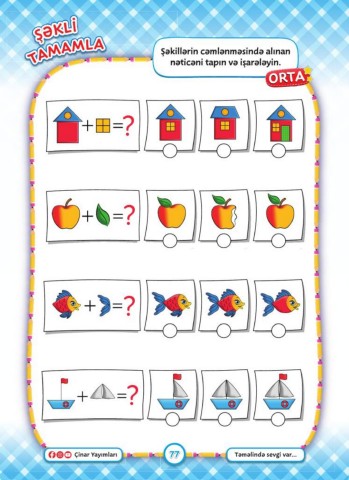 ŞƏKLİ
TAMAMLA
Şəkillərin cəmlənməsində alınan
nəticəni tapın və işarələyin.
ORTA
+ = ?
+ = ?
+ = ?
+ = ?
Çinar Yayımları
77
Təməlində sevgi var...